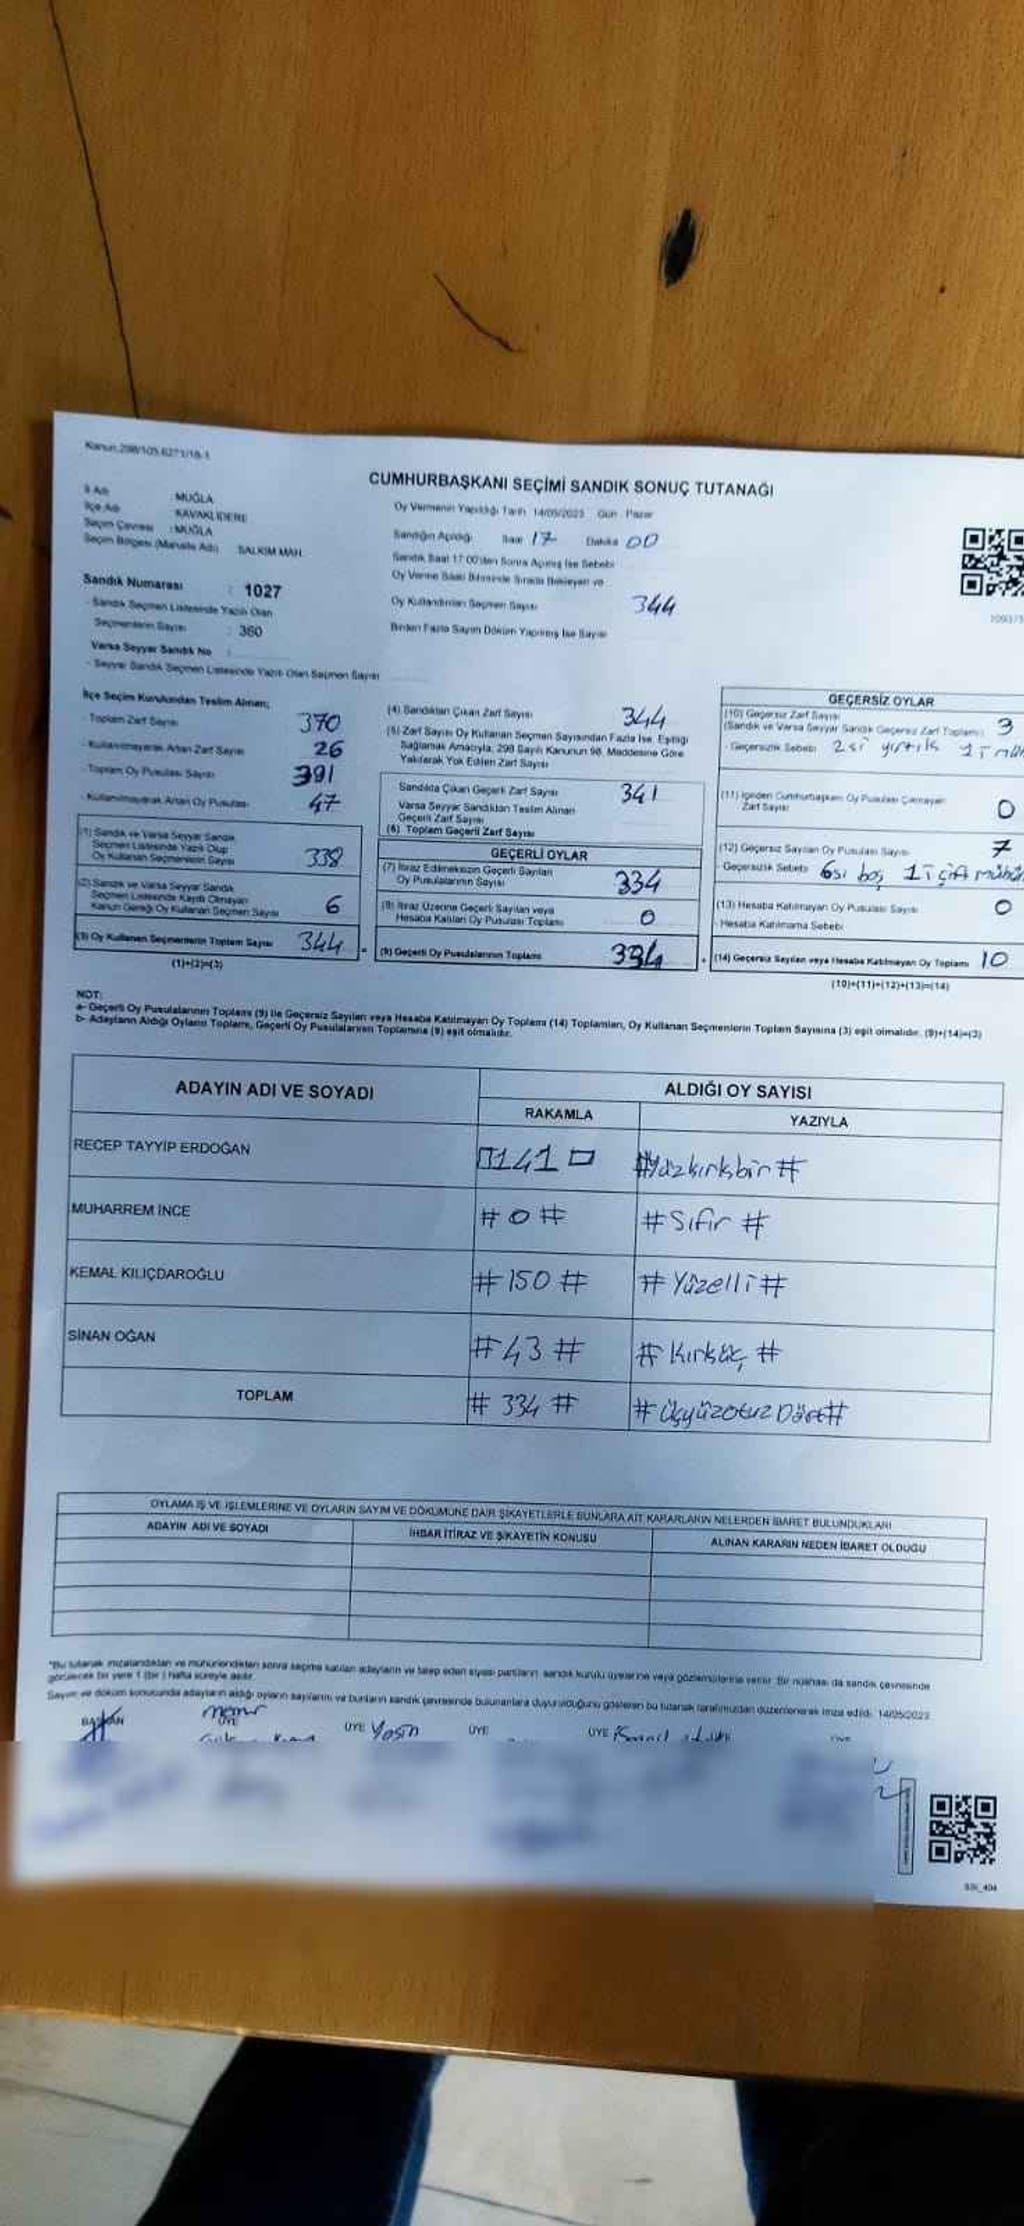 CUMHURBAŞKANI SEÇİMİ SANDIK SONUÇ TUTANAĞI
İl Adı : MUĞLA
İlçe Adı : KAVAKLIDERE
Seçim Çevresi : MUĞLA
Seçim Bölgesi (Mahalle Adı) SALKIM MAH.
Sandık Numarası : 1027
- Sandık Seçmen Listesinde Yazılı Olan
Seçmenlerin Sayısı : 360
Varsa Seyyar Sandık No :
- Seyyar Sandık Seçmen Listesinde Yazılı Olan Seçmen Sayısı
Oy Vermenin Yapıldığı Tarih 14/05/2023 Gün Pazar
Sandığın Açıldığı Saat 17 Dakika 00
Sandık Saat 17:00'den Sonra Açılmış İse Sebebi
Oy Verme Saati Bitiminde Sırada Bekleyen ve
Oy Kullandırılan Seçmen Sayısı 344
Birden Fazla Sayım Döküm Yapılmış İse Sayısı
İlçe Seçim Kurulundan Teslim Alınan;
- Toplam Zarf Sayısı 370
- Kullanılmayarak Artan Zarf Sayısı 26
- Toplam Oy Pusulası Sayısı 391
- Kullanılmayarak Artan Oy Pusulası 47
(1) Sandık ve Varsa Seyyar Sandık
Seçmen Listesinde Yazılı Olup
Oy Kullanan Seçmenlerin Sayısı 338
(2) Sandık ve Varsa Seyyar Sandık
Seçmen Listesinde Kaydı Olmayan
Kanun Gereği Oy Kullanan Seçmen Sayısı 6
(3) Oy Kullanan Seçmenlerin Toplam Sayısı 344
(1)+(2)=(3)
(4) Sandıktan Çıkan Zarf Sayısı 344
(5) Zarf Sayısı Oy Kullanan Seçmen Sayısından Fazla İse, Eşitliği
Sağlamak Amacıyla, 298 Sayılı Kanunun 98. Maddesine Göre
Yakılarak Yok Edilen Zarf Sayısı
Sandıkta Çıkan Geçerli Zarf Sayısı 341
Varsa Seyyar Sandıktan Teslim Alınan
Geçerli Zarf Sayısı
(6) Toplam Geçerli Zarf Sayısı
GEÇERLİ OYLAR
(7) İtiraz Edilmeksizin Geçerli Sayılan
Oy Pusulalarının Sayısı 334
(8) İtiraz Üzerine Geçerli Sayılan veya
Hesaba Katılan Oy Pusulası Toplamı 0
(9) Geçerli Oy Pusulalarının Toplamı 334
GEÇERSİZ OYLAR
(10) Geçersiz Zarf Sayısı
(Sandık ve Varsa Seyyar Sandık Geçersiz Zarf Toplamı) 3
- Geçersizlik Sebebi 2si yırtık
(11) İçinden Cumhurbaşkanı Oy Pusulası Çıkmayan
Zarf Sayısı 0
(12) Geçersiz Sayılan Oy Pusulası Sayısı 7
- Geçersizlik Sebebi 6sı boş 1'i çift
(13) Hesaba Katılmayan Oy Pusulası Sayısı 0
- Hesaba Katılmama Sebebi
(14) Geçersiz Sayılan veya Hesaba Katılmayan Oy Toplamı 10
(10)+(11)+(12)+(13)=(14)
NOT:
a- Geçerli Oy Pusulalarının Toplamı (9) ile Geçersiz Sayılan veya Hesaba Katılmayan Oy Toplamı (14) Toplamları, Oy Kullanan Seçmenlerin Toplam Sayısına (3) eşit olmalıdır. (9)+(14)=(3)
b- Adayların Aldığı Oyların Toplamı, Geçerli Oy Pusulalarının Toplamına (9) eşit olmalıdır.
ADAYIN ADI VE SOYADI ALDIĞI OY SAYISI
RAKAMLA YAZIYLA
RECEP TAYYİP ERDOĞAN 141 #Yüzkırkbir#
MUHARREM İNCE #0# #Sıfır#
KEMAL KILIÇDAROĞLU #150# #Yüzelli#
SİNAN OĞAN #43# #Kırküç#
TOPLAM #334# #ÜçyüzotuzDört#
OYLAMA İŞ VE İŞLEMLERİNE VE OYLARIN SAYIM VE DÖKÜMÜNE DAİR ŞİKAYETLERLE BUNLARA AİT KARARLARIN NELERDEN İBARET BULUNDUKLARI
ADAYIN ADI VE SOYADI İHBAR İTİRAZ VE ŞİKAYETİN KONUSU ALINAN KARARIN NEDEN İBARET OLDUĞU
*Bu tutanak imzalandıktan ve mühürlendikten sonra seçime katılan adayların ve talep eden siyasi partilerin sandık kurulu üyelerine veya gözlemcilerine verilir. Bir nüshası da sandık çevresinde
görülecek bir yere 1 (bir) hafta süreyle asılır.
Sayım ve döküm sonucunda adayların aldığı oyların sayılarını ve bunların sandık çevresinde bulunanlara duyurulduğunu gösteren bu tutanak tarafımızdan düzenlenerek imza edildi. 14/05/2023
BAŞKAN ÜYE ÜYE Yasin ÜYE ÜYE